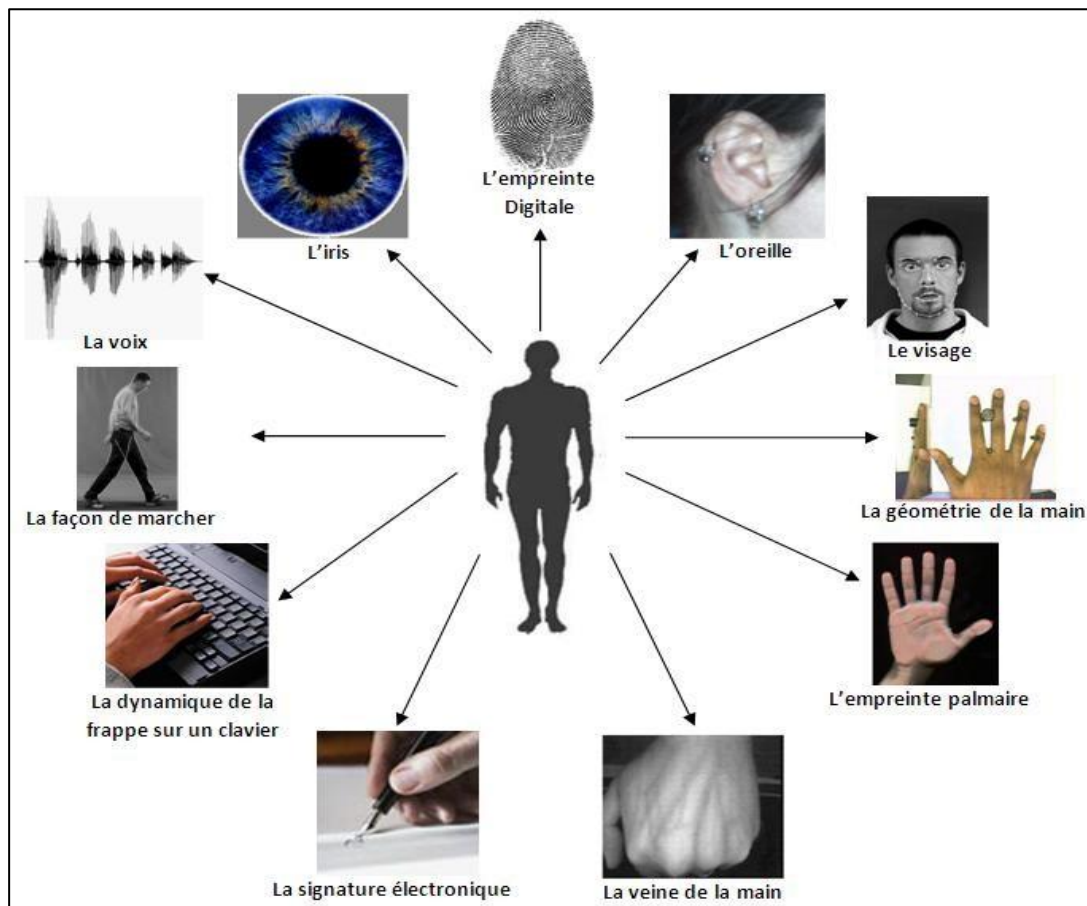 L'empreinte
Digitale
L'iris
L'oreille
La voix
Le visage
La façon de marcher
La géométrie de la main
La dynamique de la
frappe sur un clavier
L'empreinte palmaire
La signature électronique
La veine de la main